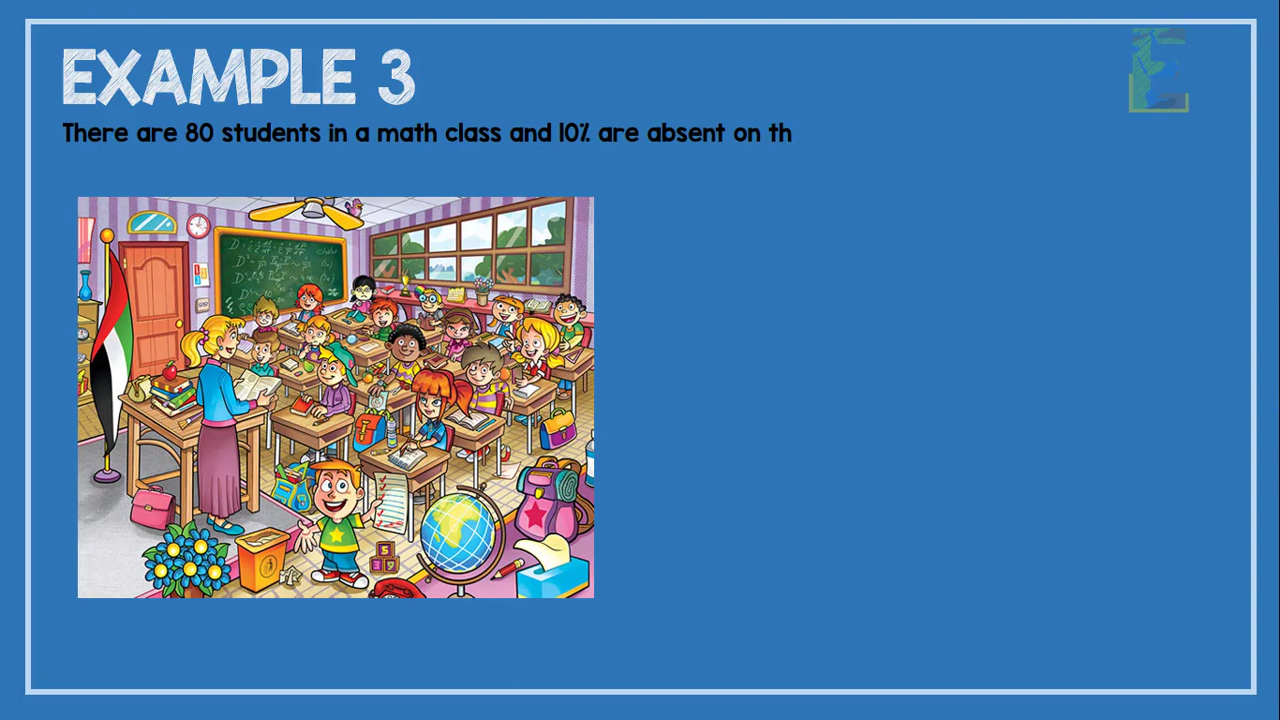 EXAMPLE 3
There are 80 students in a math class and 10% are absent on th